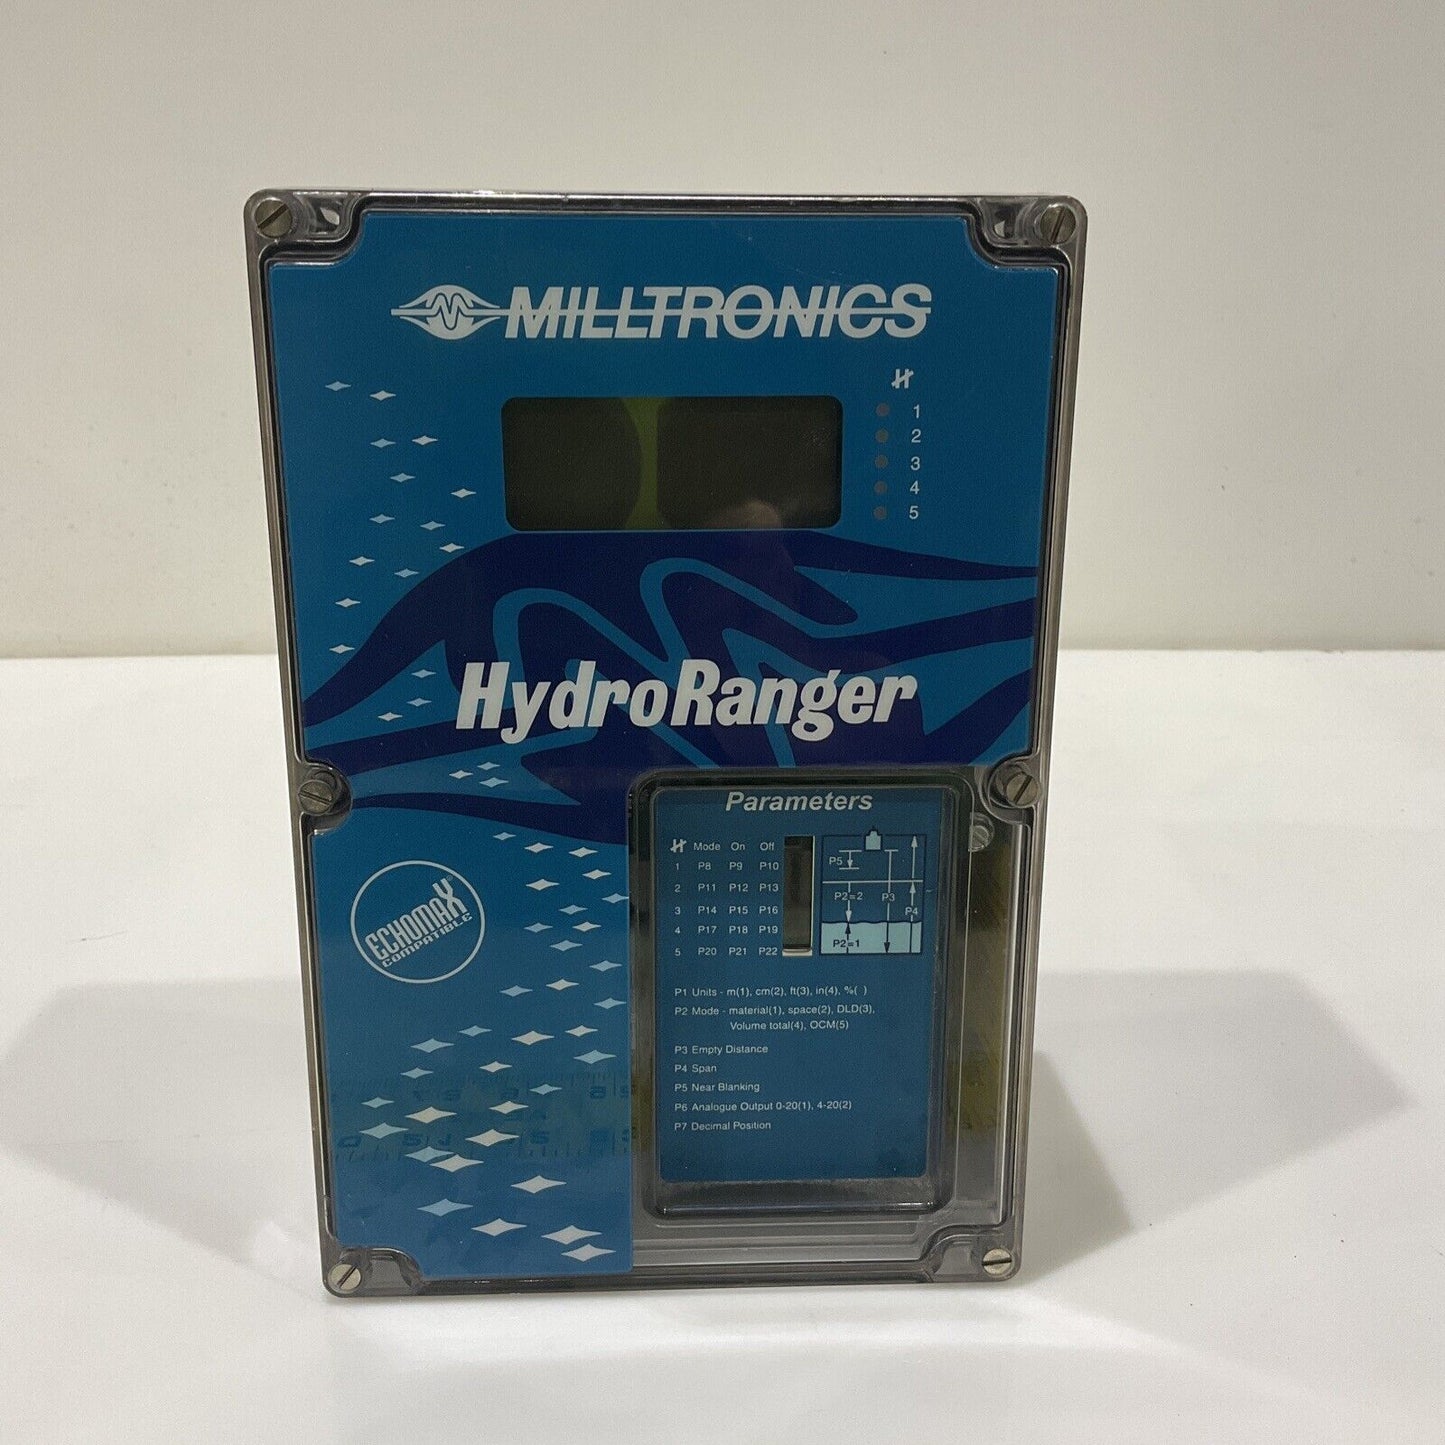 MILLTRONICS
1
2
3
4
5
HydroRanger
ECHOMAX®
COMPATIBLE
Parameters
Mode On Off
1 P8 P9 P10
2 P11 P12 P13
3 P14 P15 P16
4 P17 P18 P19
5 P20 P21 P22
P5
P2=2 P3
P4
P2=1
P1 Units - m(1), cm(2), ft(3), in(4), %( )
P2 Mode - material(1), space(2), DLD(3),
Volume total(4), OCM(5)
P3 Empty Distance
P4 Span
P5 Near Blanking
P6 Analogue Output 0-20(1), 4-20(2)
P7 Decimal Position